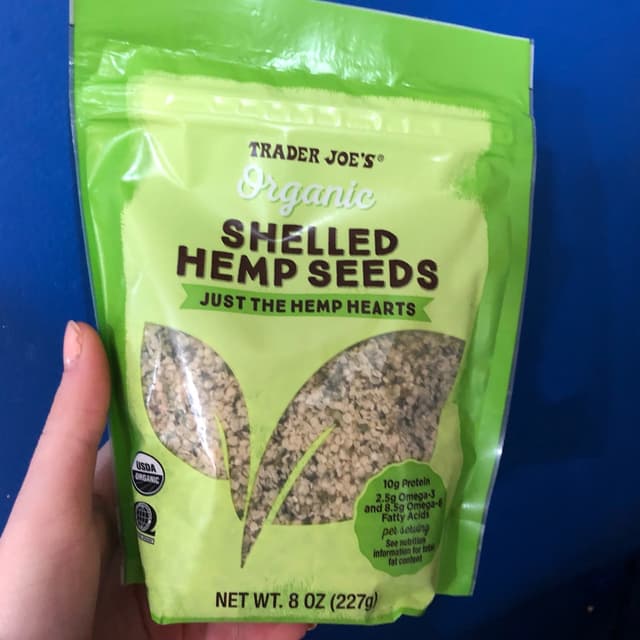 TRADER JOE'S®
Organic
SHELLED
HEMP SEEDS
JUST THE HEMP HEARTS
USDA
ORGANIC
10g Protein
2.5g Omega-3
and 8.5g Omega-6
Fatty Acids
per serving
See nutrition
information for total
fat content
NET WT. 8 OZ (227g)